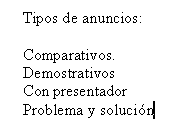 Tipos de anuncios:
Comparativos.
Demostrativos
Con presentador
Problema y solución